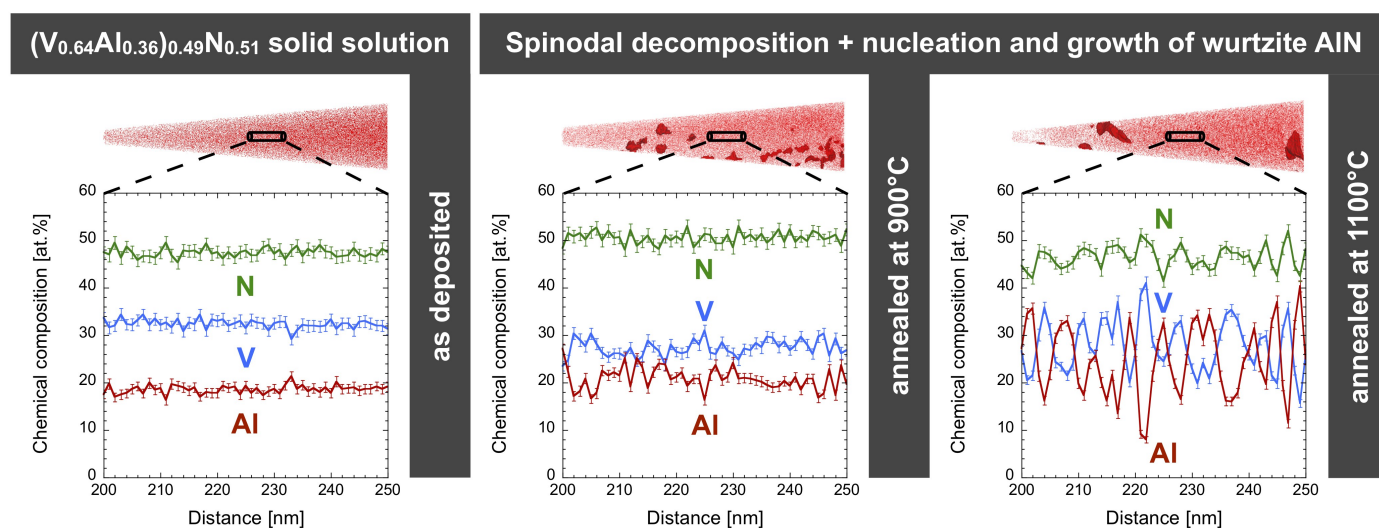 (V0.64Al0.36)0.49N0.51 solid solution
Spinodal decomposition + nucleation and growth of wurtzite AlN
as deposited
annealed at 900°C
annealed at 1100°C
Chemical composition [at.%]
60
50
40
30
20
10
0
N
V
Al
200 210 220 230 240 250
Distance [nm]
Chemical composition [at.%]
60
50
40
30
20
10
0
N
V
Al
200 210 220 230 240 250
Distance [nm]
Chemical composition [at.%]
60
50
40
30
20
10
0
N
V
Al
200 210 220 230 240 250
Distance [nm]